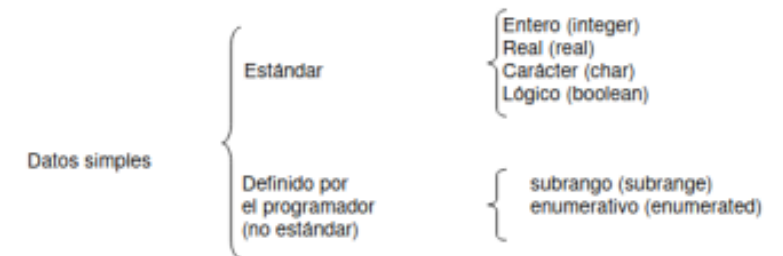 Datos simples
Estándar
Entero (integer)
Real (real)
Carácter (char)
Lógico (boolean)
Definido por
el programador
(no estándar)
subrango (subrange)
enumerativo (enumerated)